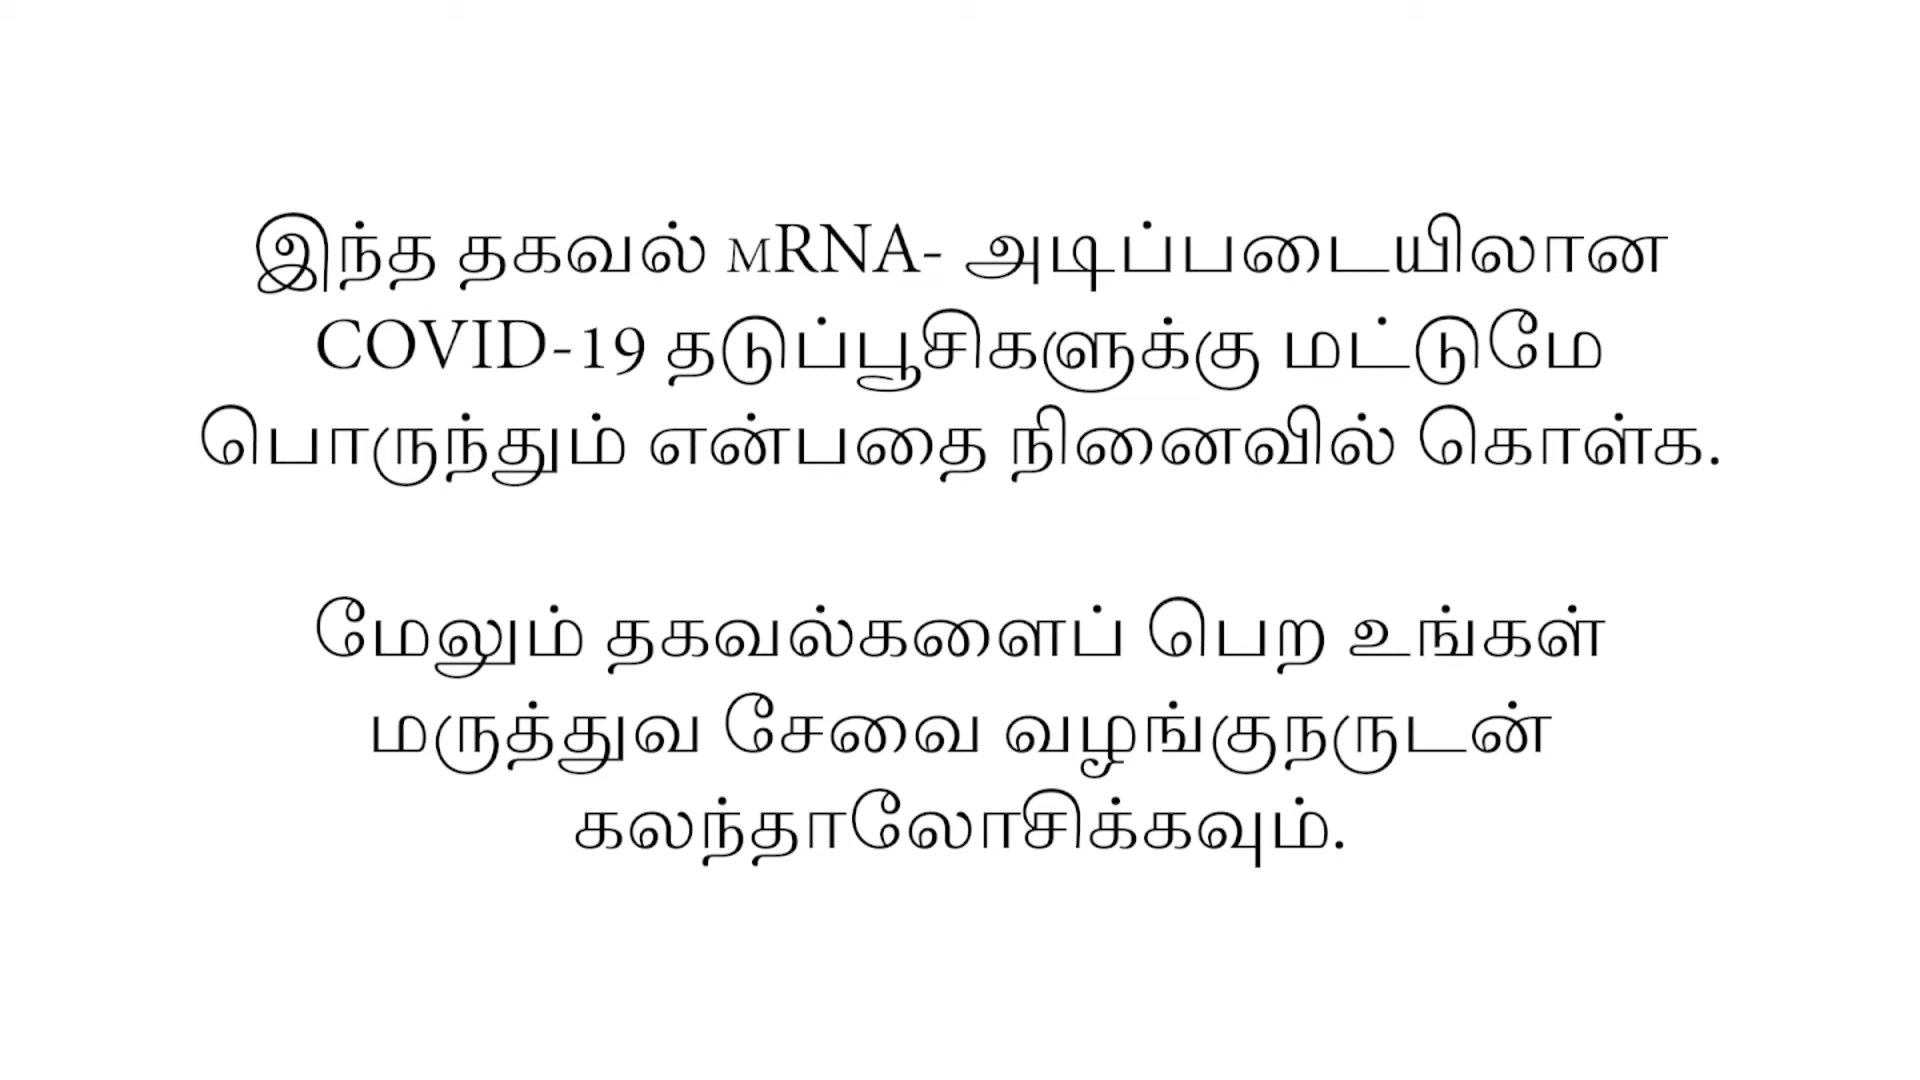 இந்த தகவல் mRNA- அடிப்படையிலான
COVID-19 தடுப்பூசிகளுக்கு மட்டுமே
பொருந்தும் என்பதை நினைவில் கொள்க.
மேலும் தகவல்களைப் பெற உங்கள்
மருத்துவ சேவை வழங்குநருடன்
கலந்தாலோசிக்கவும்.